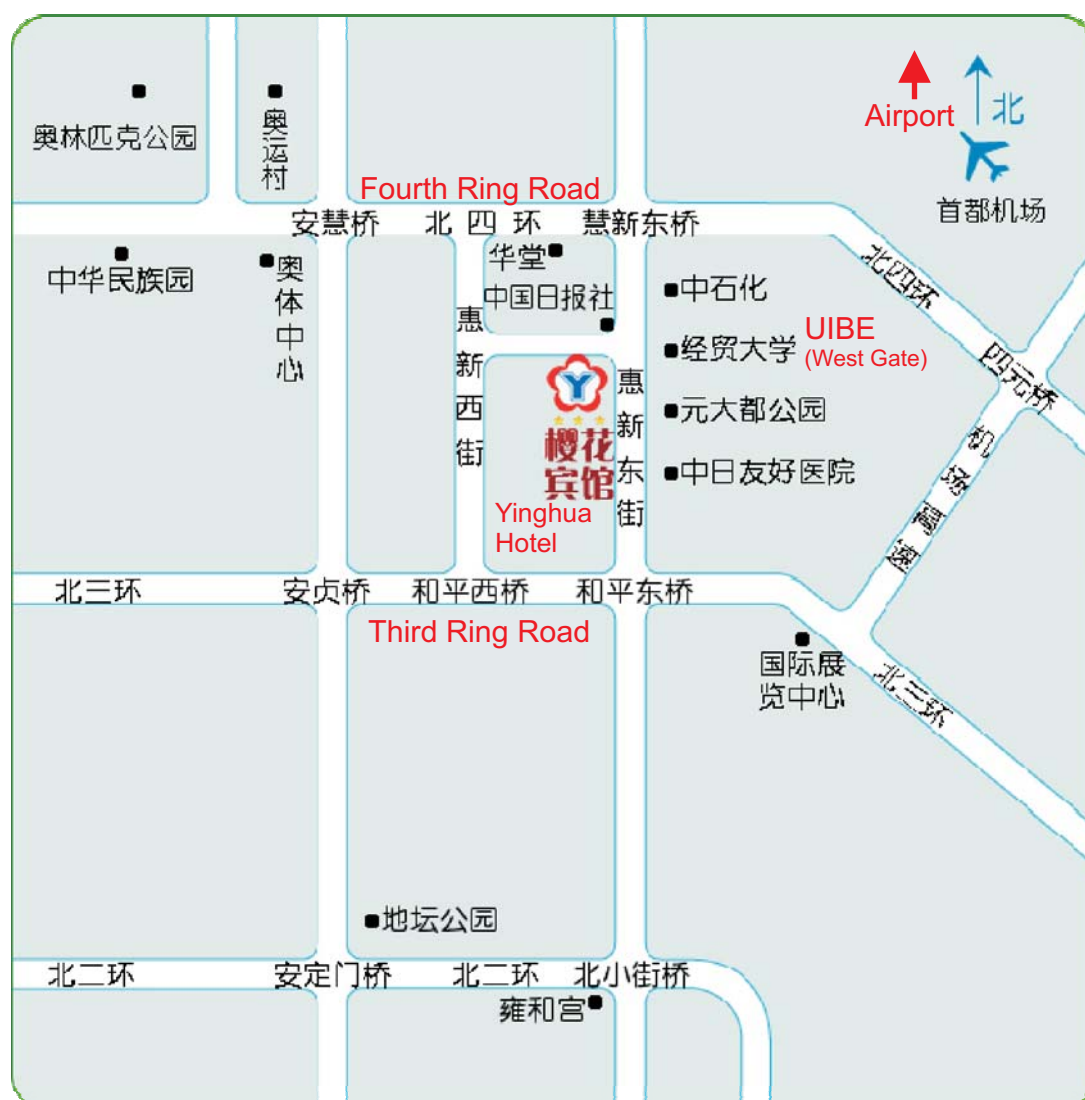 Airport
北
首都机场
奥林匹克公园
奥运村
Fourth Ring Road
安慧桥
北四环
慧新东桥
中华民族园
奥体中心
华堂
中国日报社
惠新西街
中石化
经贸大学
UIBE
(West Gate)
元大都公园
中日友好医院
惠新东街
Y
樱花
宾馆
Yinghua
Hotel
北四环
四元桥
机场高速
北三环
安贞桥
和平西桥
和平东桥
Third Ring Road
国际展
览中心
北三环
地坛公园
北二环
安定门桥
北二环
北小街桥
雍和宫